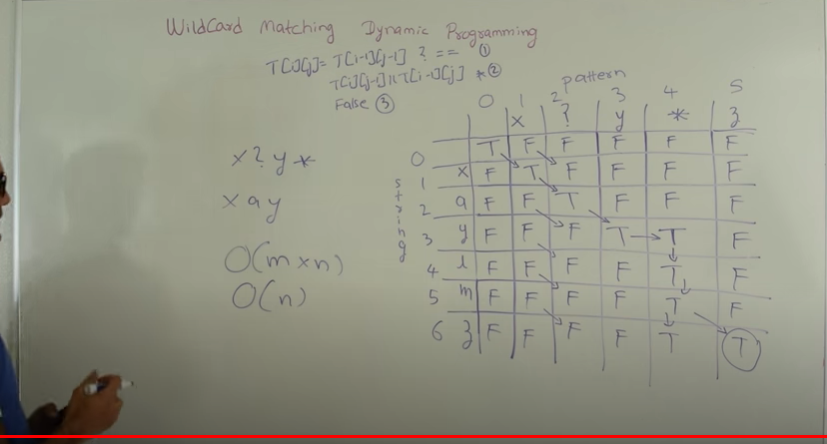 WildCard Matching Dynamic Programming
T[i][j]= T[i-1][j-1] ? == ①
T[i][j-1] || T[i-1][j] * ②
False ③
pattern
0 1 2 3 4 5
x ? y * z
0 T F F F F F
1 x F T F F F F
2 a F F T F F F
3 y F F F T T F
4 l F F F F T F
5 m F F F F T F
6 z F F F F T T
string
x?y*
xay
O(m×n)
O(n)